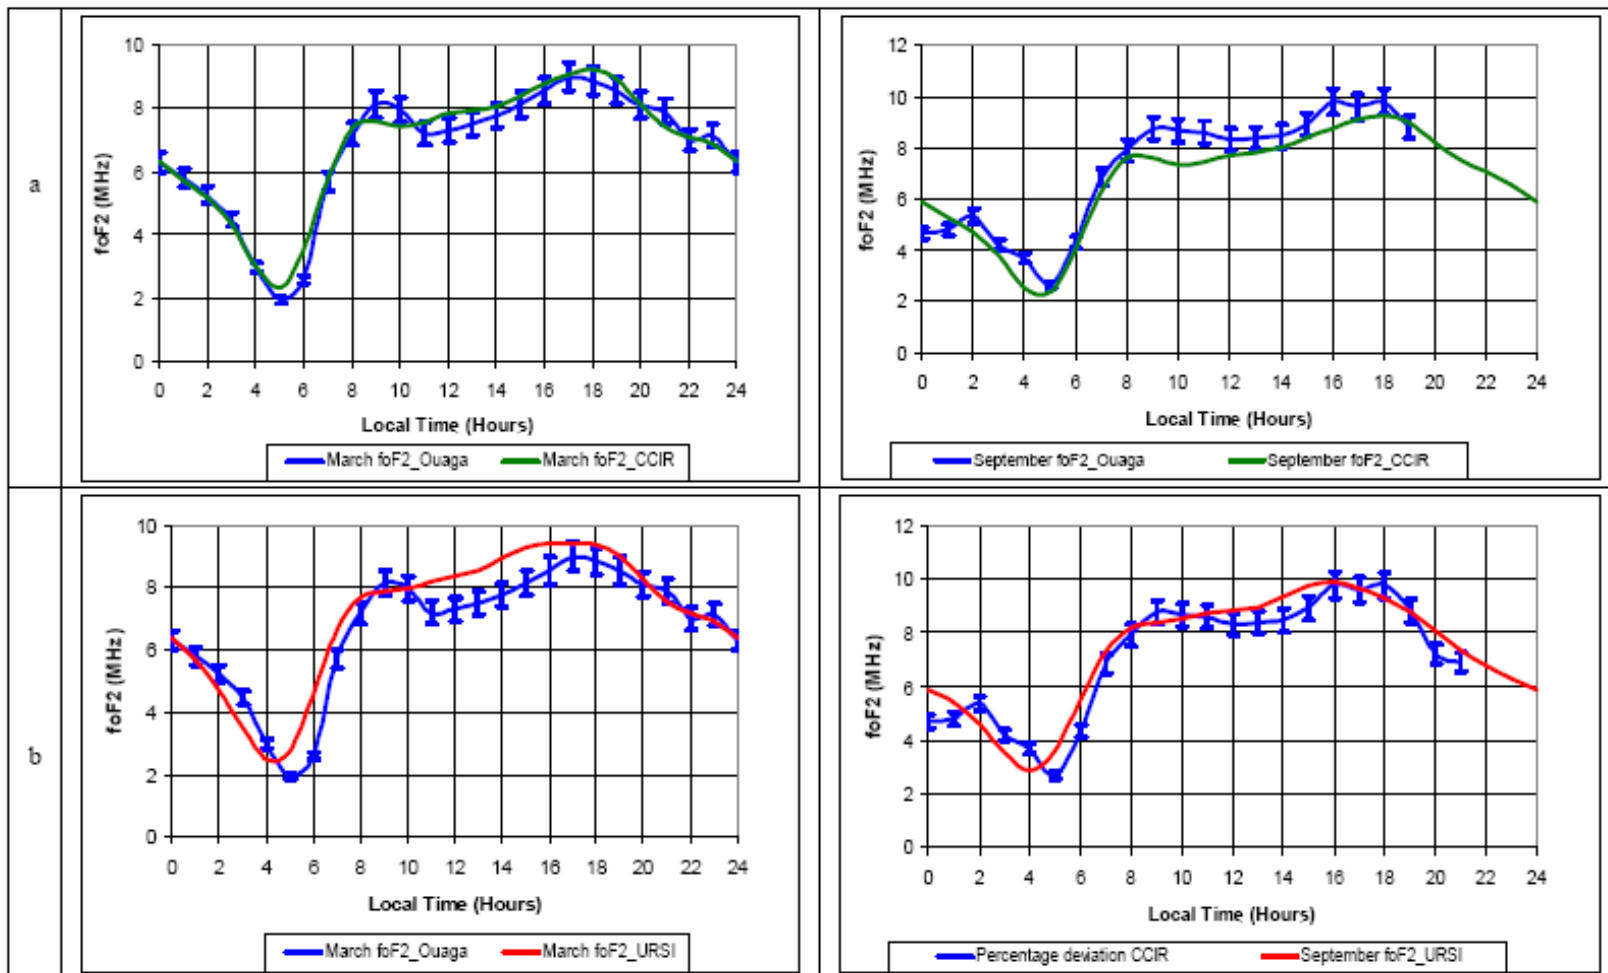 a
10
8
6
4
2
0
foF2 (MHz)
0 2 4 6 8 10 12 14 16 18 20 22 24
Local Time (Hours)
March foF2_Ouaga March foF2_CCIR
12
10
8
6
4
2
0
foF2 (MHz)
0 2 4 6 8 10 12 14 16 18 20 22 24
Local Time (Hours)
September foF2_Ouaga September foF2_CCIR
b
10
8
6
4
2
0
foF2 (MHz)
0 2 4 6 8 10 12 14 16 18 20 22 24
Local Time (Hours)
March foF2_Ouaga March foF2_URSI
12
10
8
6
4
2
0
foF2 (MHz)
0 2 4 6 8 10 12 14 16 18 20 22 24
Local Time (Hours)
Percentage deviation CCIR September foF2_URSI